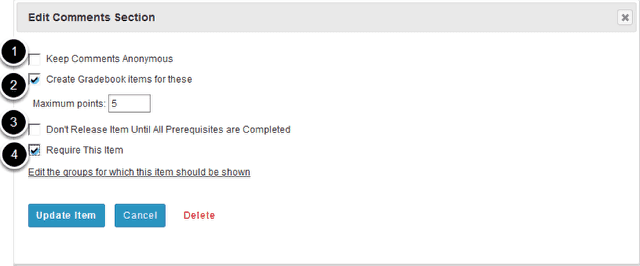 Edit Comments Section
1 Keep Comments Anonymous
2 Create Gradebook items for these
Maximum points: 5
3 Don't Release Item Until All Prerequisites are Completed
4 Require This Item
Edit the groups for which this item should be shown
Update Item Cancel Delete